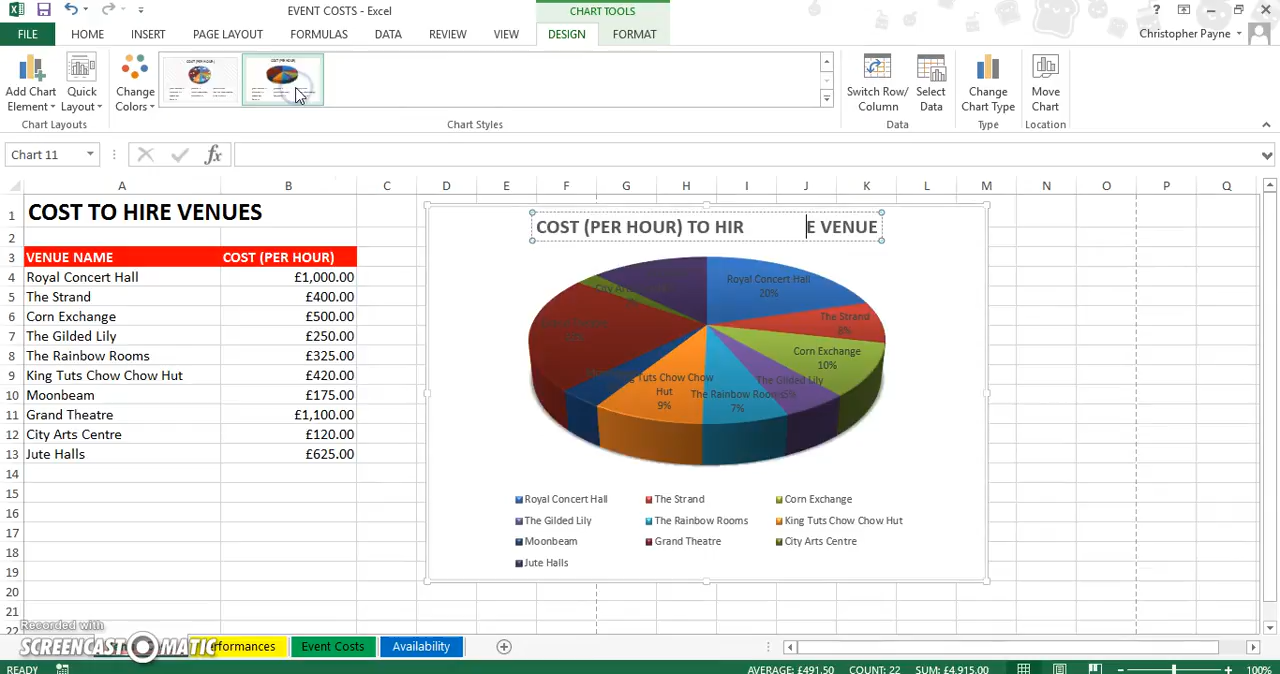 EVENT COSTS - Excel
CHART TOOLS
?
FILE
HOME
INSERT
PAGE LAYOUT
FORMULAS
DATA
REVIEW
VIEW
DESIGN
FORMAT
Christopher Payne
Add Chart
Element
Quick
Layout
Change
Colors
Switch Row/
Column
Select
Data
Change
Chart Type
Move
Chart
Chart Layouts
Chart Styles
Data
Type
Location
Chart 11
fx
A B C D E F G H I J K L M N O P Q
1 COST TO HIRE VENUES
2
3 VENUE NAME COST (PER HOUR)
4 Royal Concert Hall £1,000.00
5 The Strand £400.00
6 Corn Exchange £500.00
7 The Gilded Lily £250.00
8 The Rainbow Rooms £325.00
9 King Tuts Chow Chow Hut £420.00
10 Moonbeam £175.00
11 Grand Theatre £1,100.00
12 City Arts Centre £120.00
13 Jute Halls £625.00
14
15
16
17
18
19
20
21
22
COST (PER HOUR) TO HIR E VENUE
Royal Concert Hall
20%
The Strand
8%
Corn Exchange
10%
The Gilded Lily
5%
The Rainbow Rooms
7%
King Tuts Chow Chow
Hut
9%
City Arts
Royal Concert Hall The Strand Corn Exchange
The Gilded Lily The Rainbow Rooms King Tuts Chow Chow Hut
Moonbeam Grand Theatre City Arts Centre
Jute Halls
Recorded with
SCREENCAST-O-MATIC
rformances
Event Costs
Availability
READY
AVERAGE: £491.50 COUNT: 22 SUM: £4,915.00
100%